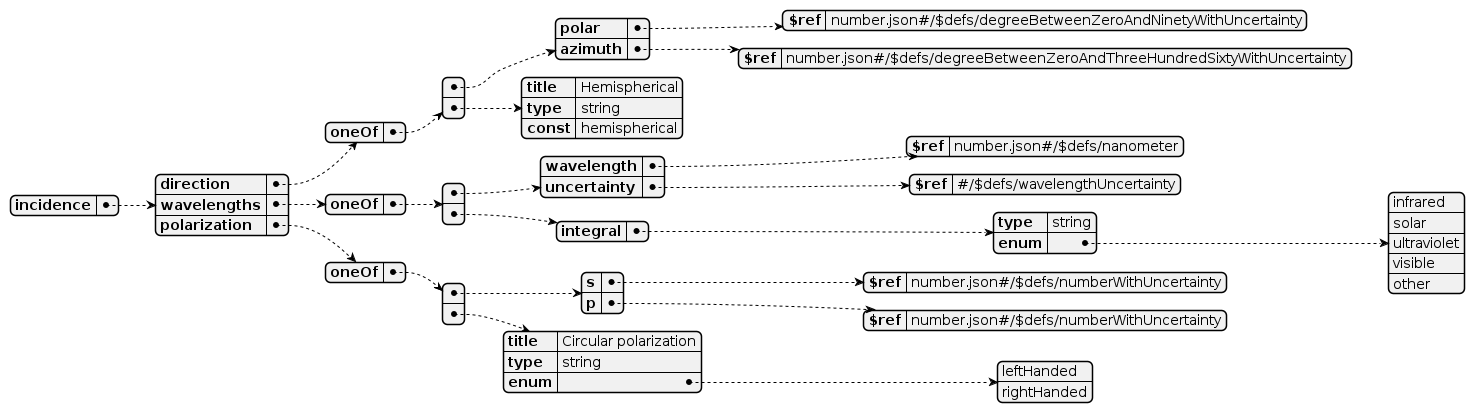 polar
$ref number.json#/$defs/degreeBetweenZeroAndNinetyWithUncertainty
azimuth
$ref number.json#/$defs/degreeBetweenZeroAndThreeHundredSixtyWithUncertainty
title Hemispherical
type string
const hemispherical
oneOf
incidence
direction
wavelengths
polarization
oneOf
wavelength
$ref number.json#/$defs/nanometer
uncertainty
$ref #/$defs/wavelengthUncertainty
integral
type string
enum
infrared
solar
ultraviolet
visible
other
oneOf
s
$ref number.json#/$defs/numberWithUncertainty
p
$ref number.json#/$defs/numberWithUncertainty
title Circular polarization
type string
enum
leftHanded
rightHanded